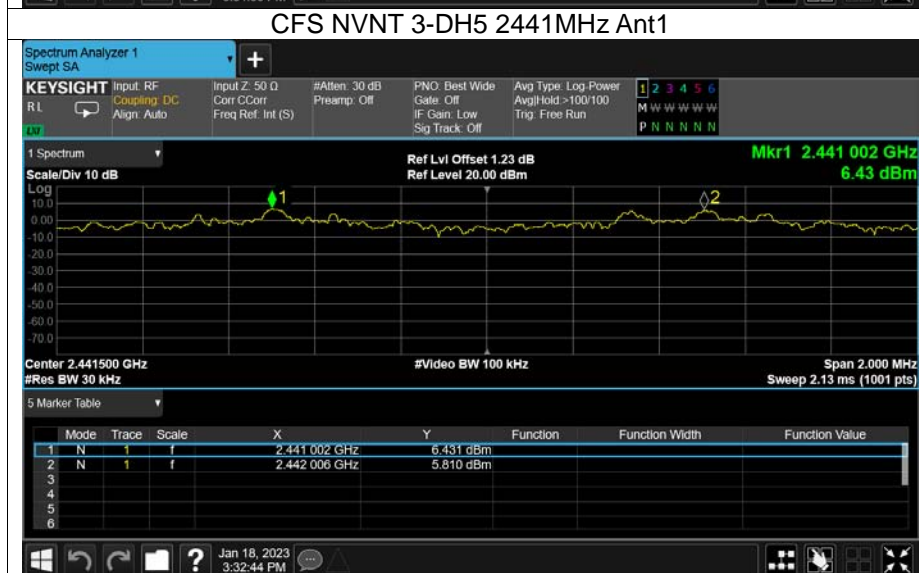 CFS NVNT 3-DH5 2441MHz Ant1
Spectrum Analyzer 1
Swept SA
+
KEYSIGHT Input: RF Input Z: 50 Ω #Atten: 30 dB PNO: Best Wide Avg Type: Log-Power 1 2 3 4 5 6
R L Coupling: DC Corr CCorr Preamp: Off Gate: Off Avg|Hold:>100/100 M W W W W W
Align: Auto Freq Ref: Int (S) IF Gain: Low Trig: Free Run
LXI Sig Track: Off P N N N N N
1 Spectrum Ref Lvl Offset 1.23 dB Mkr1 2.441 002 GHz
Scale/Div 10 dB Ref Level 20.00 dBm 6.43 dBm
Log
10.0
1
2
0.00
-10.0
-20.0
-30.0
-40.0
-50.0
-60.0
-70.0
Center 2.441500 GHz #Video BW 100 kHz Span 2.000 MHz
#Res BW 30 kHz Sweep 2.13 ms (1001 pts)
5 Marker Table
Mode Trace Scale X Y Function Function Width Function Value
1 N 1 f 2.441 002 GHz 6.431 dBm
2 N 1 f 2.442 006 GHz 5.810 dBm
3
4
5
6
? Jan 18, 2023
3:32:44 PM